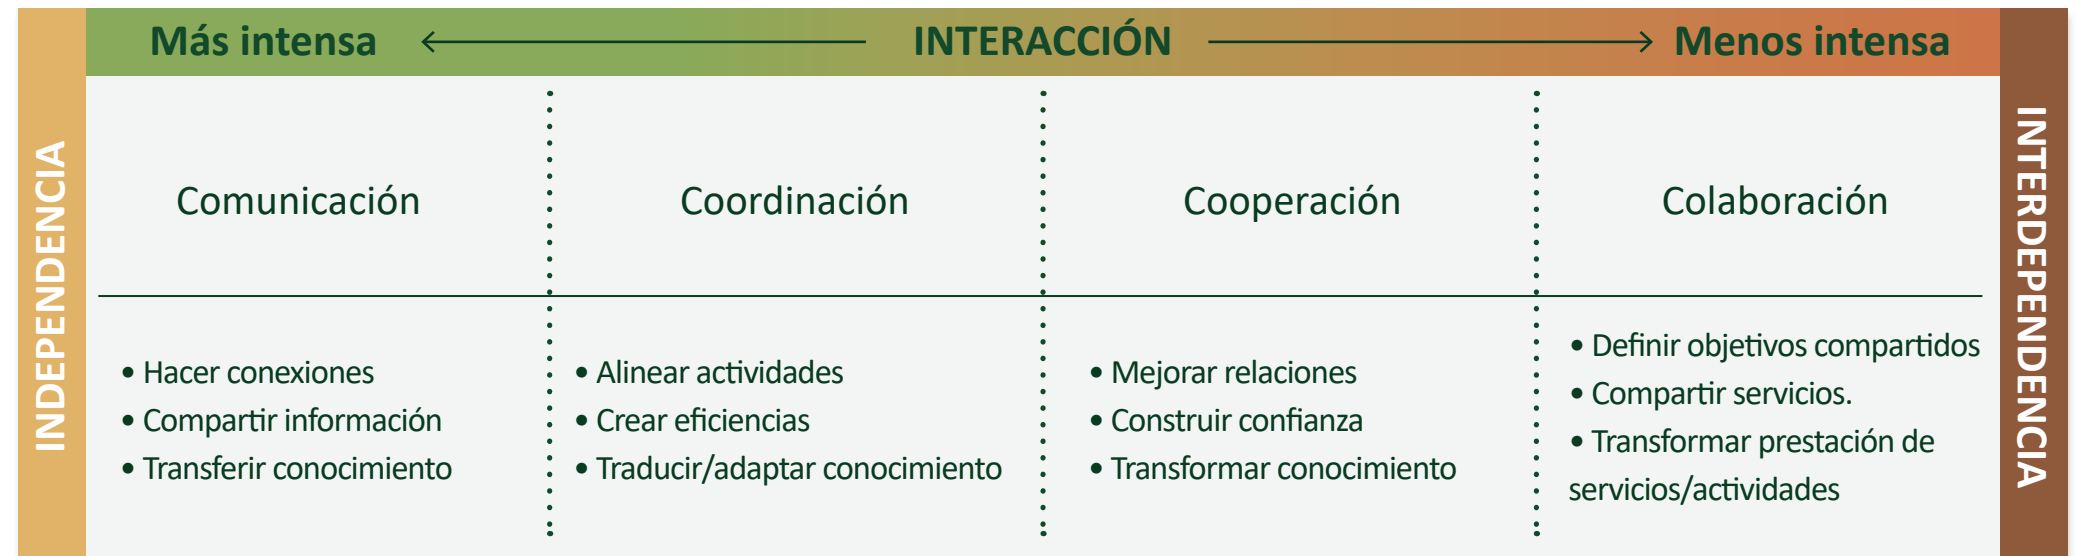 Más intensa INTERACCIÓN Menos intensa
INDEPENDENCIA
Comunicación
Coordinación
Cooperación
Colaboración
INTERDEPENDENCIA
• Hacer conexiones
• Compartir información
• Transferir conocimiento
• Alinear actividades
• Crear eficiencias
• Traducir/adaptar conocimiento
• Mejorar relaciones
• Construir confianza
• Transformar conocimiento
• Definir objetivos compartidos
• Compartir servicios.
• Transformar prestación de
servicios/actividades